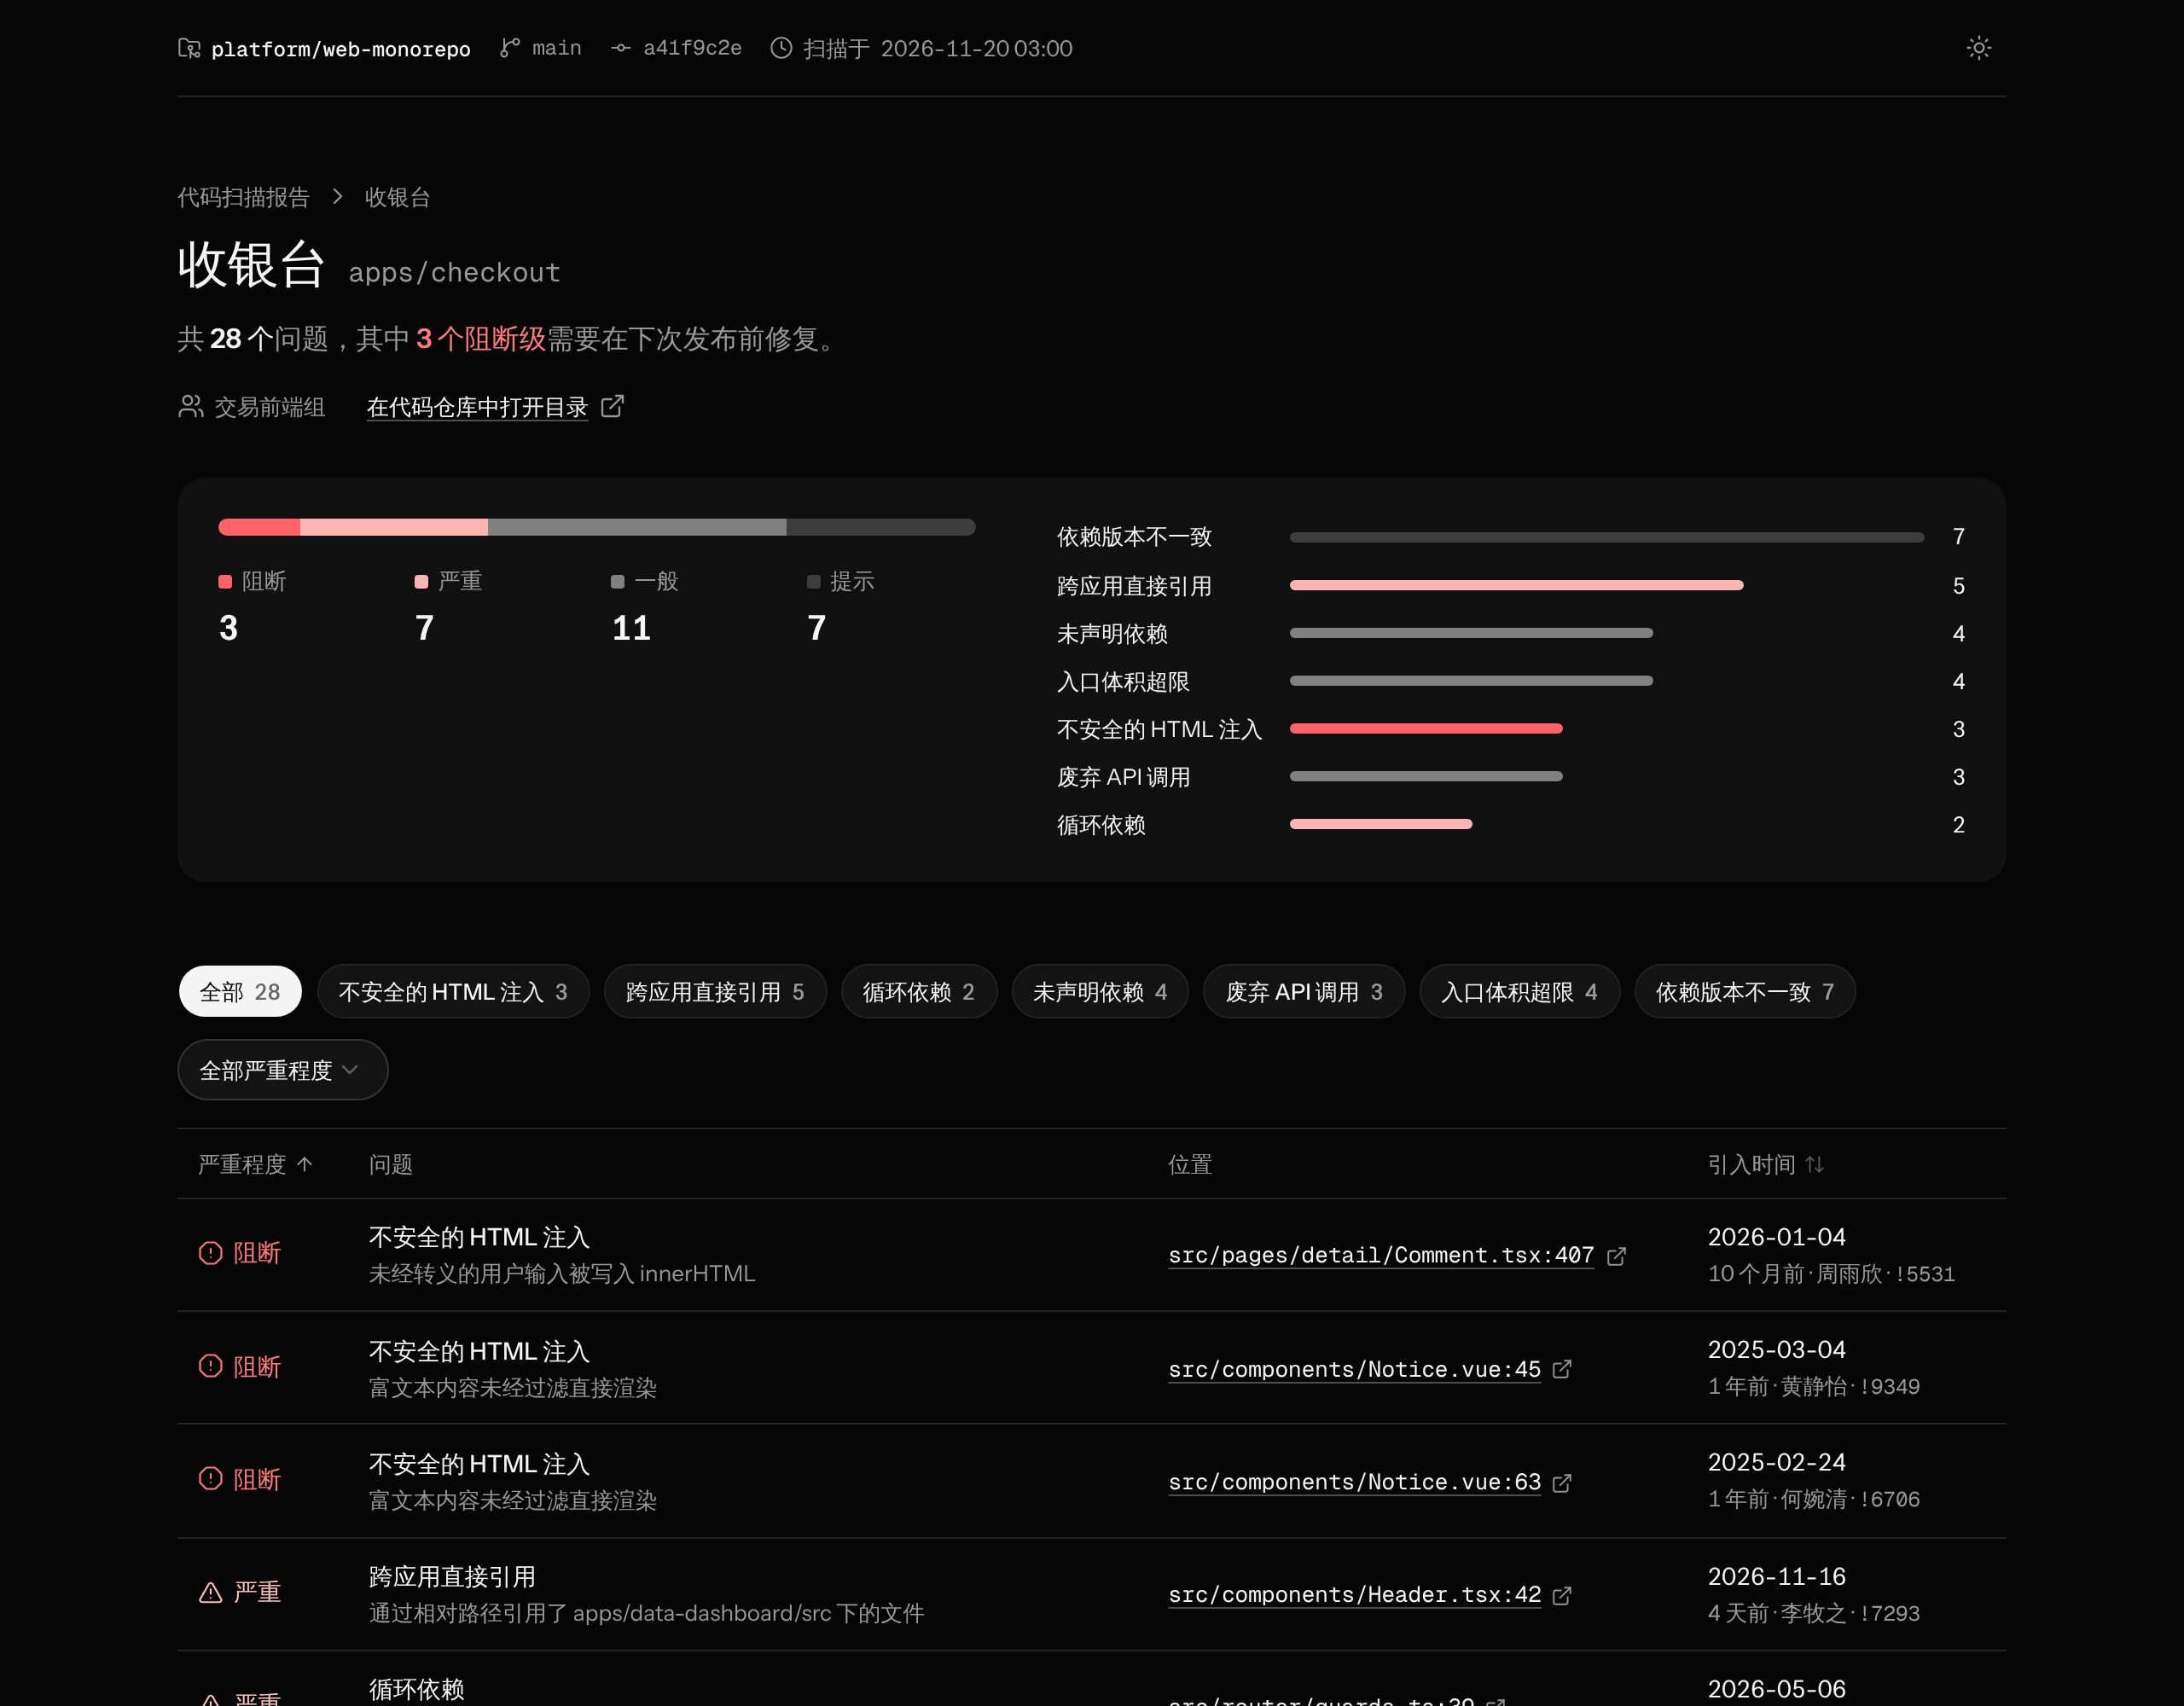 platform/web-monorepo main a41f9c2e 扫描于 2026-11-20 03:00
代码扫描报告 收银台
收银台 apps/checkout
共 28 个问题，其中 3 个阻断级需要在下次发布前修复。
交易前端组 在代码仓库中打开目录
阻断 严重 一般 提示
3 7 11 7
依赖版本不一致 7
跨应用直接引用 5
未声明依赖 4
入口体积超限 4
不安全的 HTML 注入 3
废弃 API 调用 3
循环依赖 2
全部 28 不安全的 HTML 注入 3 跨应用直接引用 5 循环依赖 2 未声明依赖 4 废弃 API 调用 3 入口体积超限 4 依赖版本不一致 7
全部严重程度
严重程度 问题 位置 引入时间
阻断 不安全的 HTML 注入 src/pages/detail/Comment.tsx:407 2026-01-04
未经转义的用户输入被写入 innerHTML 10 个月前 · 周雨欣 · !5531
阻断 不安全的 HTML 注入 src/components/Notice.vue:45 2025-03-04
富文本内容未经过滤直接渲染 1 年前 · 黄静怡 · !9349
阻断 不安全的 HTML 注入 src/components/Notice.vue:63 2025-02-24
富文本内容未经过滤直接渲染 1 年前 · 何婉清 · !6706
严重 跨应用直接引用 src/components/Header.tsx:42 2026-11-16
通过相对路径引用了 apps/data-dashboard/src 下的文件 4 天前 · 李牧之 · !7293
严重 循环依赖 src/router/guards.ts:39 2026-05-06